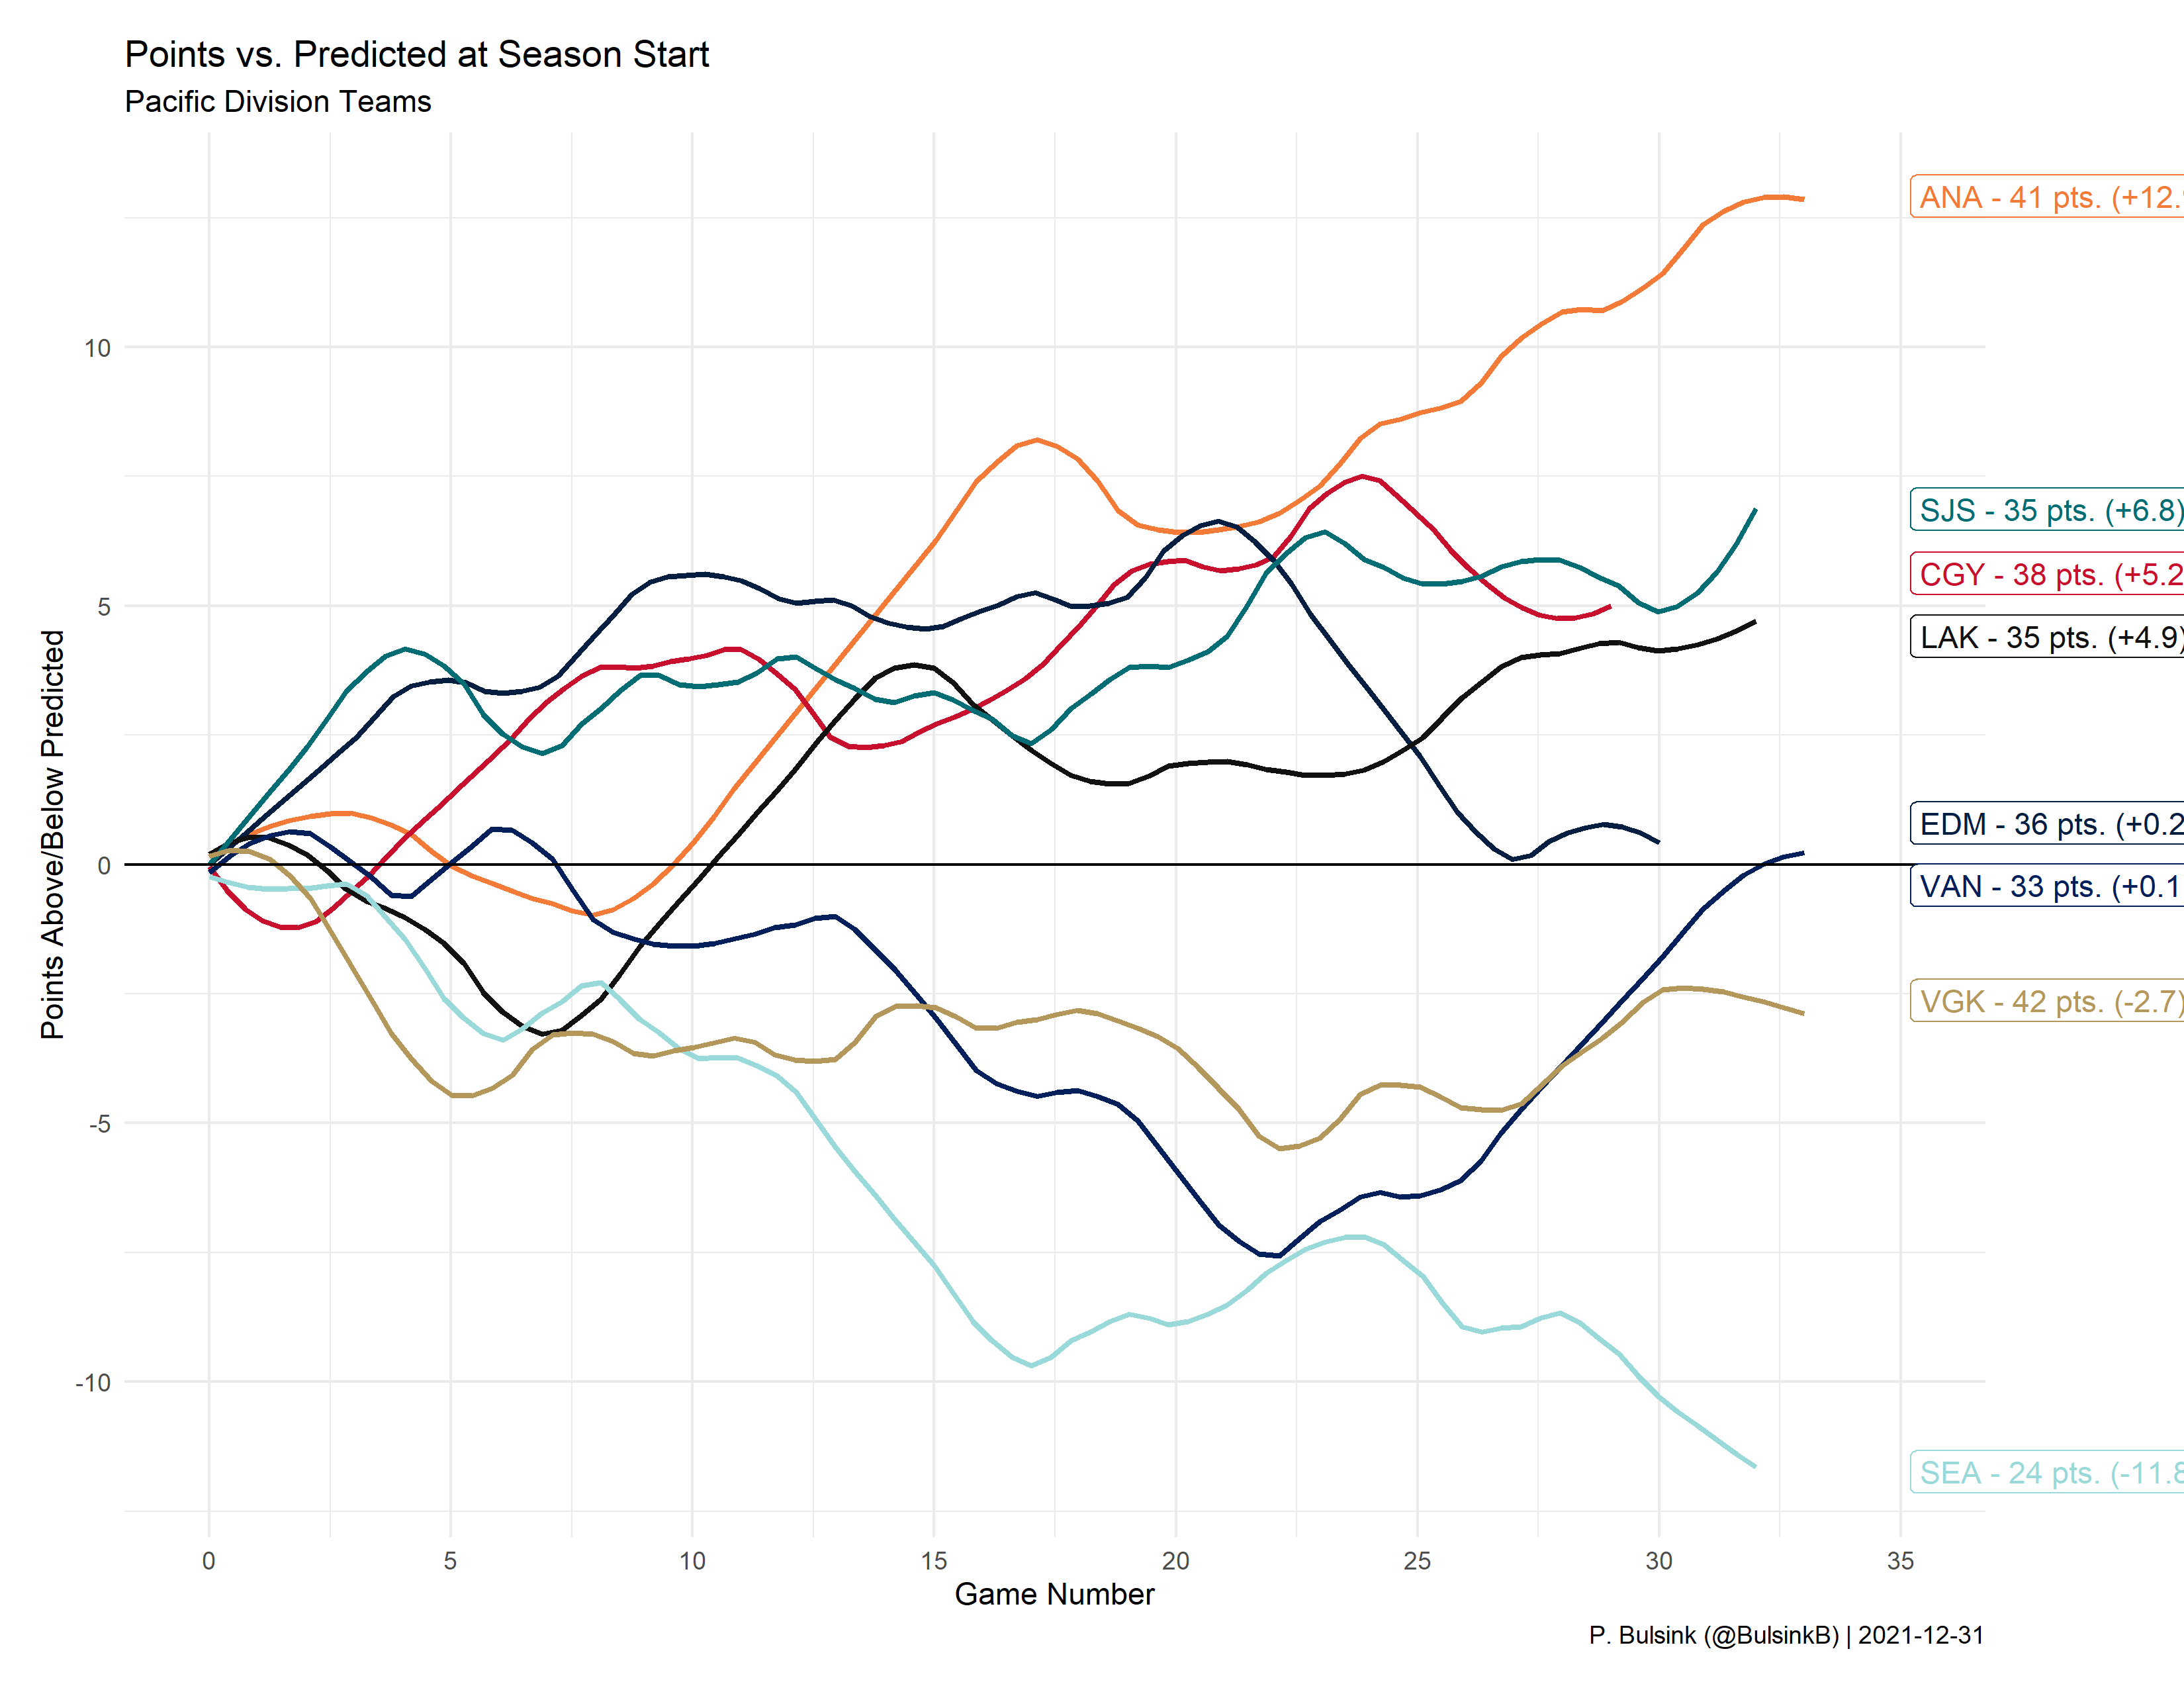 Points vs. Predicted at Season Start
Pacific Division Teams
Points Above/Below Predicted
10
5
0
-5
-10
ANA - 41 pts. (+12.
SJS - 35 pts. (+6.8)
CGY - 38 pts. (+5.2
LAK - 35 pts. (+4.9)
EDM - 36 pts. (+0.2
VAN - 33 pts. (+0.1
VGK - 42 pts. (-2.7)
SEA - 24 pts. (-11.8
0 5 10 15 20 25 30 35
Game Number
P. Bulsink (@BulsinkB) | 2021-12-31